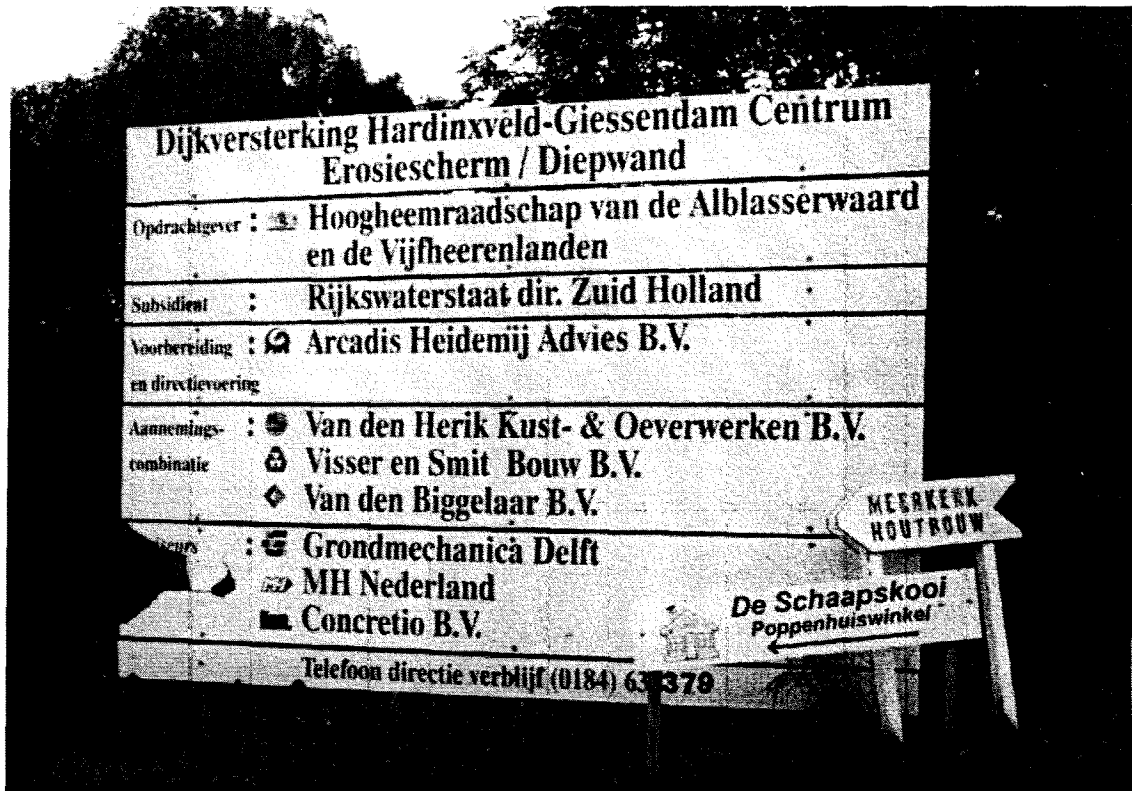 Dijkversterking Hardinxveld-Giessendam Centrum
Erosiescherm / Diepwand
Opdrachtgever : Hoogheemraadschap van de Alblasserwaard
en de Vijfheerenlanden
Subsidient : Rijkswaterstaat dir. Zuid Holland
Voorbereiding : Arcadis Heidemij Advies B.V.
en directievoering
Aannemings- : Van den Herik Kust- & Oeverwerken B.V.
combinatie Visser en Smit Bouw B.V.
Van den Biggelaar B.V.
: Grondmechanica Delft
MH Nederland
Concretio B.V.
Telefoon directie verblijf (0184)
MEERKERK
HOUTBOUW
De Schaapskooi
Poppenhuiswinkel